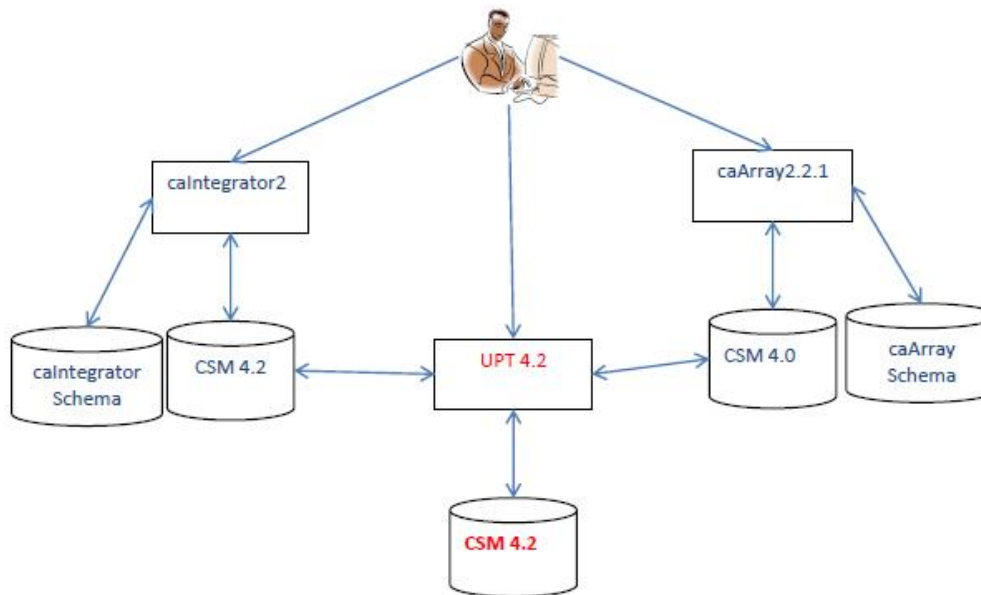 caIntegrator2
caArray2.2.1
caIntegrator
Schema
CSM 4.2
UPT 4.2
CSM 4.0
caArray
Schema
CSM 4.2